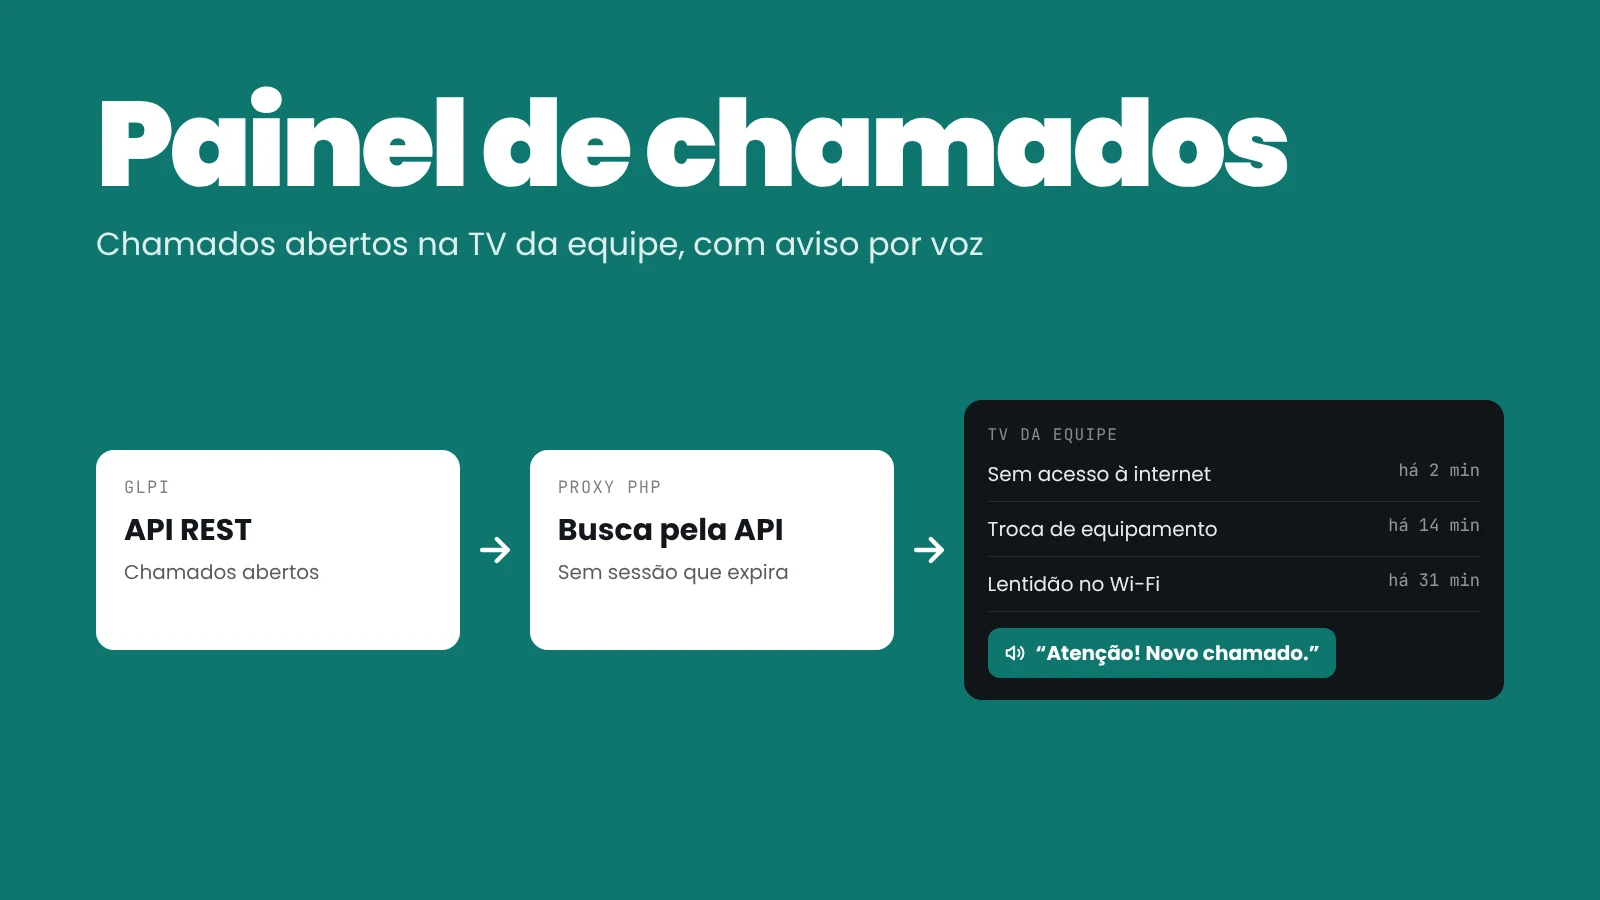 Painel de chamados
Chamados abertos na TV da equipe, com aviso por voz
GLPI
API REST
Chamados abertos
PROXY PHP
Busca pela API
Sem sessão que expira
TV DA EQUIPE
Sem acesso à internet há 2 min
Troca de equipamento há 14 min
Lentidão no Wi-Fi há 31 min
“Atenção! Novo chamado.”